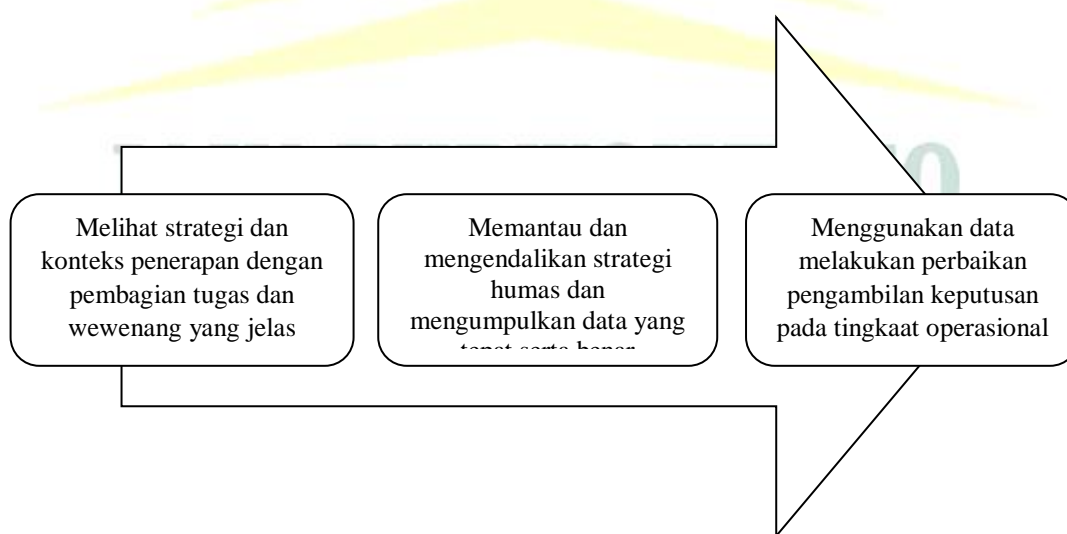 Melihat strategi dan
konteks penerapan dengan
pembagian tugas dan
wewenang yang jelas
Memantau dan
mengendalikan strategi
humas dan
mengumpulkan data yang
Menggunakan data
melakukan perbaikan
pengambilan keputusan
pada tingkaat operasional